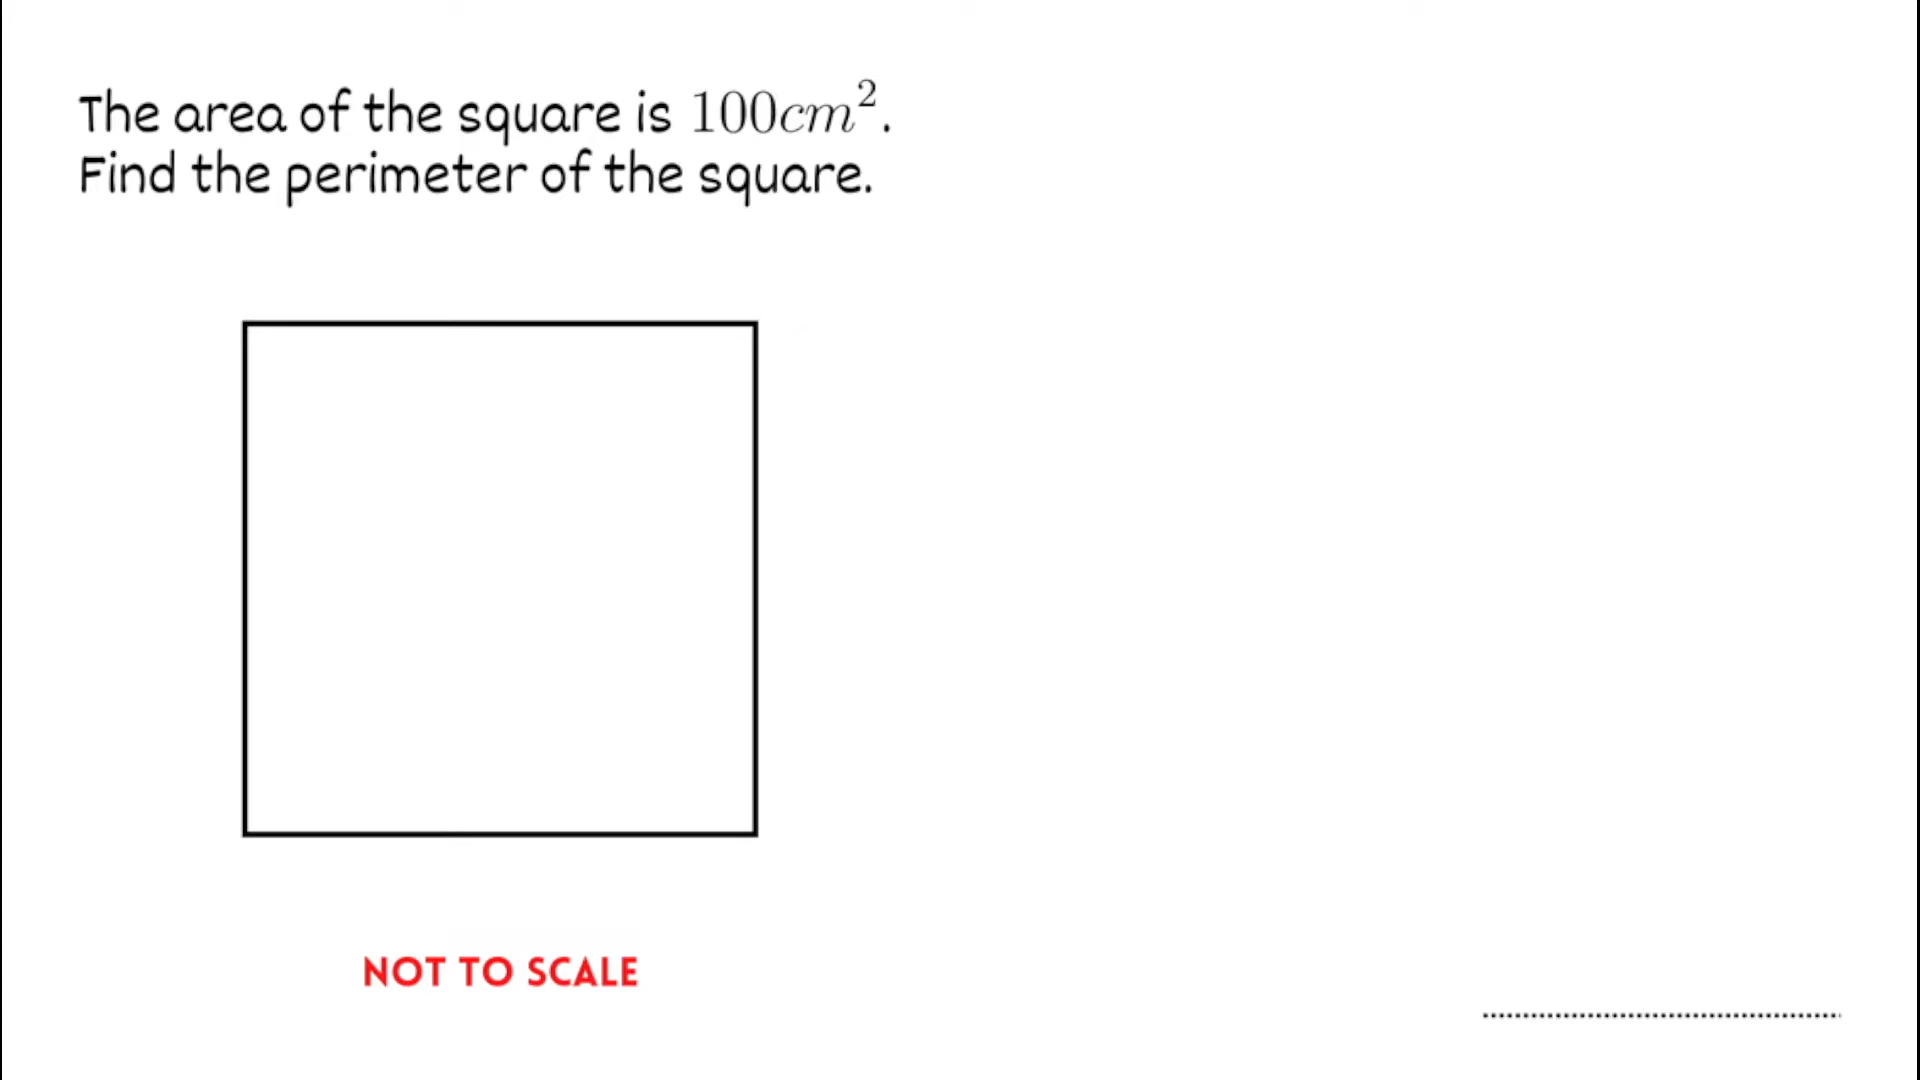 The area of the square is 100cm².
Find the perimeter of the square.
NOT TO SCALE